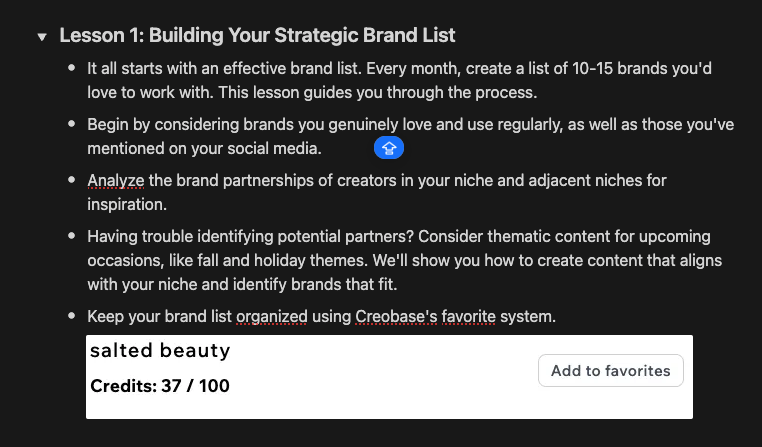 Lesson 1: Building Your Strategic Brand List
It all starts with an effective brand list. Every month, create a list of 10-15 brands you'd
love to work with. This lesson guides you through the process.
Begin by considering brands you genuinely love and use regularly, as well as those you've
mentioned on your social media.
Analyze the brand partnerships of creators in your niche and adjacent niches for
inspiration.
Having trouble identifying potential partners? Consider thematic content for upcoming
occasions, like fall and holiday themes. We'll show you how to create content that aligns
with your niche and identify brands that fit.
Keep your brand list organized using Creobase's favorite system.
salted beauty
Credits: 37 / 100
Add to favorites